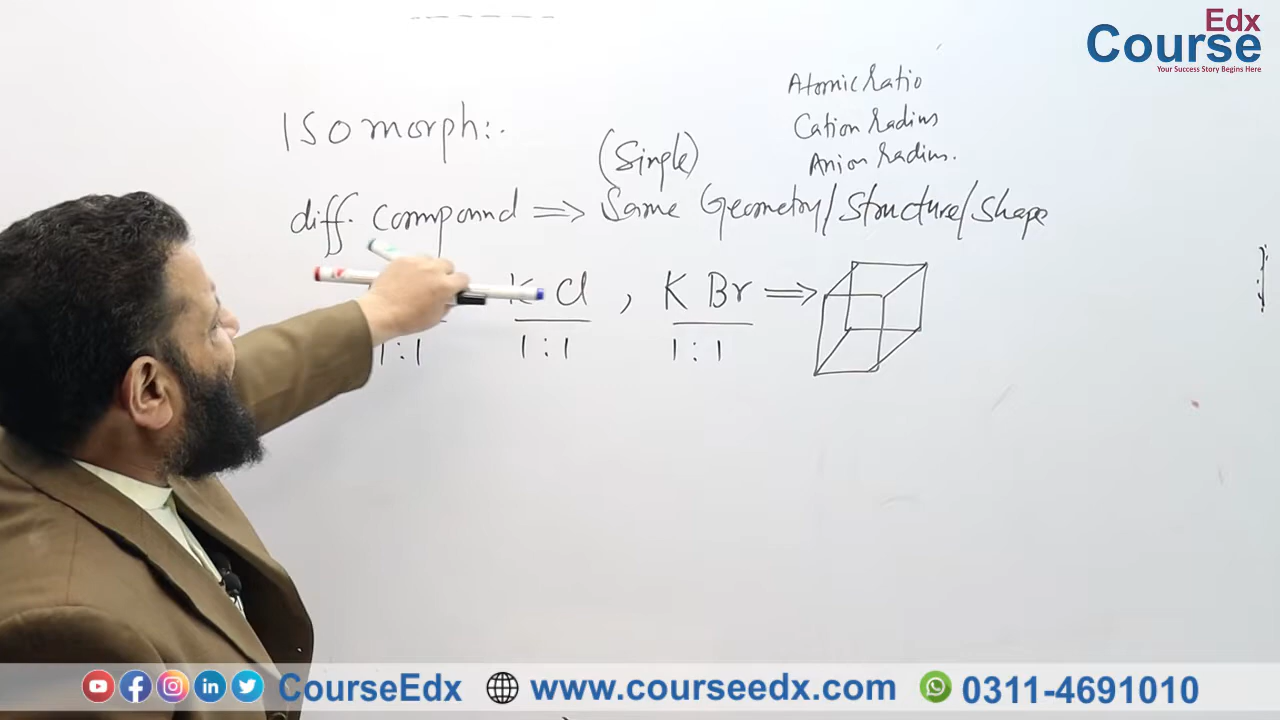 Edx
Course
Your Success Story Begins Here
Atomic Ratio
Cation Radius
Anion Radius.
Isomorph:-
(Single)
diff. Compound ⇒ Same Geometry/Structure/Shape
K Cl , K Br ⇒
1:1 1:1 1:1
CourseEdx www.courseedx.com 0311-4691010